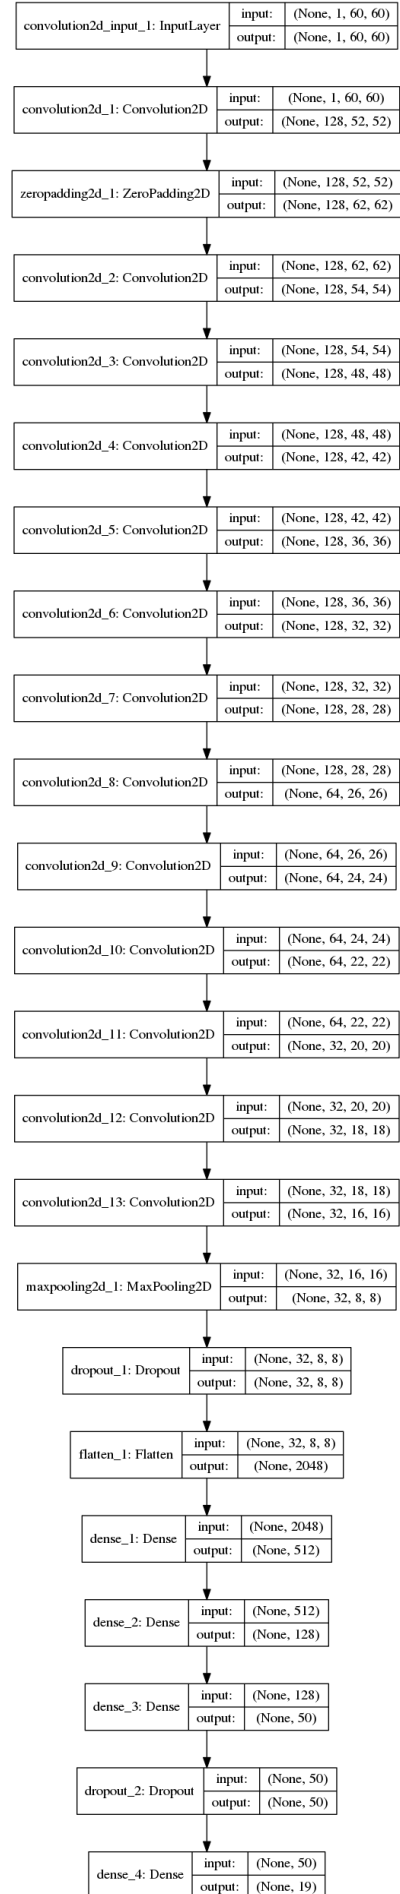 convolution2d_input_1: InputLayer
input: (None, 1, 60, 60)
output: (None, 1, 60, 60)
convolution2d_1: Convolution2D
input: (None, 1, 60, 60)
output: (None, 128, 52, 52)
zeropadding2d_1: ZeroPadding2D
input: (None, 128, 52, 52)
output: (None, 128, 62, 62)
convolution2d_2: Convolution2D
input: (None, 128, 62, 62)
output: (None, 128, 54, 54)
convolution2d_3: Convolution2D
input: (None, 128, 54, 54)
output: (None, 128, 48, 48)
convolution2d_4: Convolution2D
input: (None, 128, 48, 48)
output: (None, 128, 42, 42)
convolution2d_5: Convolution2D
input: (None, 128, 42, 42)
output: (None, 128, 36, 36)
convolution2d_6: Convolution2D
input: (None, 128, 36, 36)
output: (None, 128, 32, 32)
convolution2d_7: Convolution2D
input: (None, 128, 32, 32)
output: (None, 128, 28, 28)
convolution2d_8: Convolution2D
input: (None, 128, 28, 28)
output: (None, 64, 26, 26)
convolution2d_9: Convolution2D
input: (None, 64, 26, 26)
output: (None, 64, 24, 24)
convolution2d_10: Convolution2D
input: (None, 64, 24, 24)
output: (None, 64, 22, 22)
convolution2d_11: Convolution2D
input: (None, 64, 22, 22)
output: (None, 32, 20, 20)
convolution2d_12: Convolution2D
input: (None, 32, 20, 20)
output: (None, 32, 18, 18)
convolution2d_13: Convolution2D
input: (None, 32, 18, 18)
output: (None, 32, 16, 16)
maxpooling2d_1: MaxPooling2D
input: (None, 32, 16, 16)
output: (None, 32, 8, 8)
dropout_1: Dropout
input: (None, 32, 8, 8)
output: (None, 32, 8, 8)
flatten_1: Flatten
input: (None, 32, 8, 8)
output: (None, 2048)
dense_1: Dense
input: (None, 2048)
output: (None, 512)
dense_2: Dense
input: (None, 512)
output: (None, 128)
dense_3: Dense
input: (None, 128)
output: (None, 50)
dropout_2: Dropout
input: (None, 50)
output: (None, 50)
dense_4: Dense
input: (None, 50)
output: (None, 19)